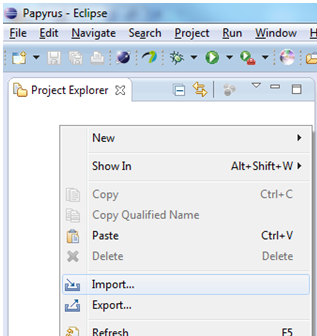 Papyrus - Eclipse
File Edit Navigate Search Project Run Window
Project Explorer
New
Show In Alt+Shift+W
Copy Ctrl+C
Copy Qualified Name
Paste Ctrl+V
Delete Delete
Import...
Export...
Refresh F5